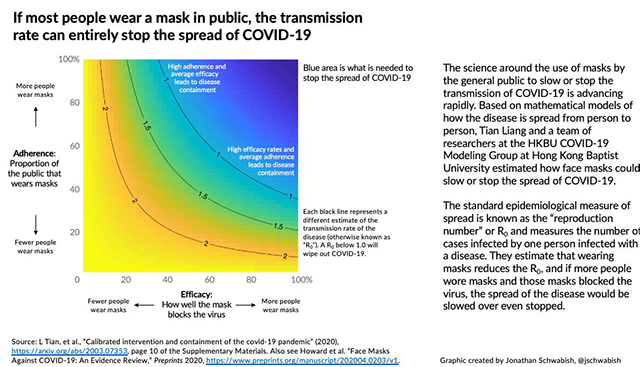 If most people wear a mask in public, the transmission
rate can entirely stop the spread of COVID-19
100%
80
60
40
20
0
20
40
60
80
100%
More people
wear masks
Adherence:
Proportion of
the public that
wears masks
Fewer people
wear masks
High adherence and
average efficacy
leads to disease
containment
High efficacy rates and
average adherence
leads to disease
containment
2
1.5
1
1
1.5
1.5
2
2
1
Blue area is what is needed to
stop the spread of COVID-19
Each black line represents a
different estimate of the
transmission rate of the
disease (otherwise known as
"R0"). A R0 below 1.0 will
wipe out COVID-19.
Fewer people
wear masks
Efficacy:
How well the mask
blocks the virus
More people
wear masks
The science around the use of masks by
the general public to slow or stop the
transmission of COVID-19 is advancing
rapidly. Based on mathematical models of
how the disease is spread from person to
person, Tian Liang and a team of
researchers at the HKBU COVID-19
Modeling Group at Hong Kong Baptist
University estimated how face masks could
slow or stop the spread of COVID-19.
The standard epidemiological measure of
spread is known as the "reproduction
number" or R0 and measures the number of
cases infected by one person infected with
a disease. They estimate that wearing
masks reduces the R0, and if more people
wore masks and those masks blocked the
virus, the spread of the disease would be
slowed over even stopped.
Source: L Tian, et al., "Calibrated intervention and containment of the covid-19 pandemic" (2020),
https://arxiv.org/abs/2003.07353, page 10 of the Supplementary Materials. Also see Howard et al. "Face Masks
Against COVID-19: An Evidence Review," Preprints 2020, https://www.preprints.org/manuscript/202004.0203/v1.
Graphic created by Jonathan Schwabish, @jschwabish